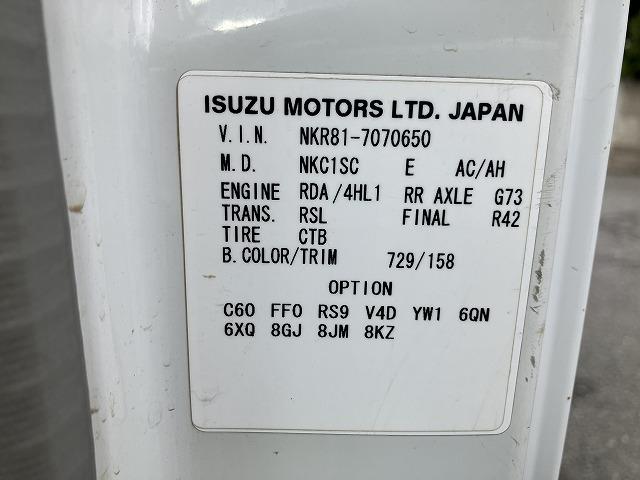 ISUZU MOTORS LTD. JAPAN
V.I.N. NKR81-7070650
M.D. NKC1SC E AC/AH
ENGINE RDA/4HL1 RR AXLE G73
TRANS. RSL FINAL R42
TIRE CTB
B.COLOR/TRIM 729/158
OPTION
C60 FF0 RS9 V4D YW1 6QN
6XQ 8GJ 8JM 8KZ